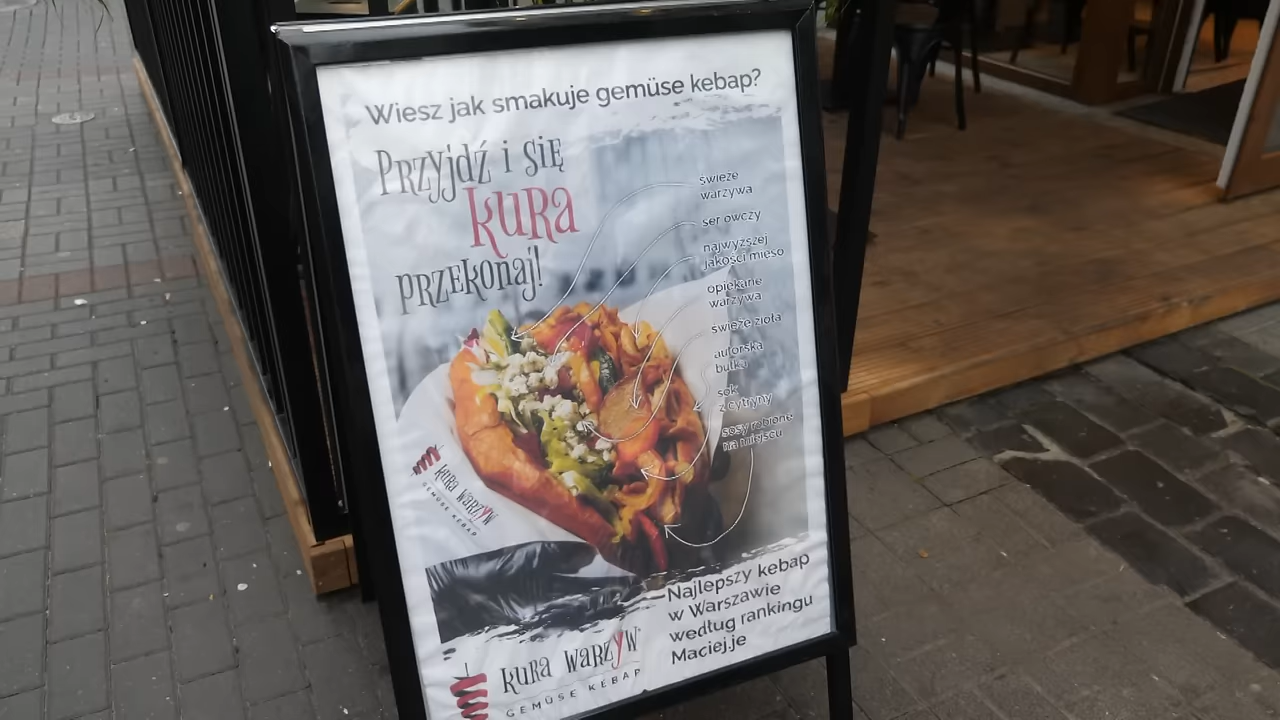 Wiesz jak smakuje gemüse kebap?
Przyjdź i się
kura
przekonaj!
świeże
warzywa
ser owczy
najwyższej
jakości mięso
opiekane
warzywa
świeże zioła
autorska
bułka
sok
z cytryny
sosy robione
na miejscu
kura warzyw
GEMÜSE KEBAP
Najlepszy kebap
w Warszawie
według rankingu
Maciej.je
kura warzyw
GEMÜSE KEBAP